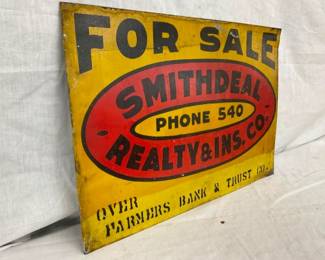 FOR SALE
SMITHDEAL
PHONE 540
REALTY & INS. CO.
OVER
FARMERS BANK & TRUST CO.